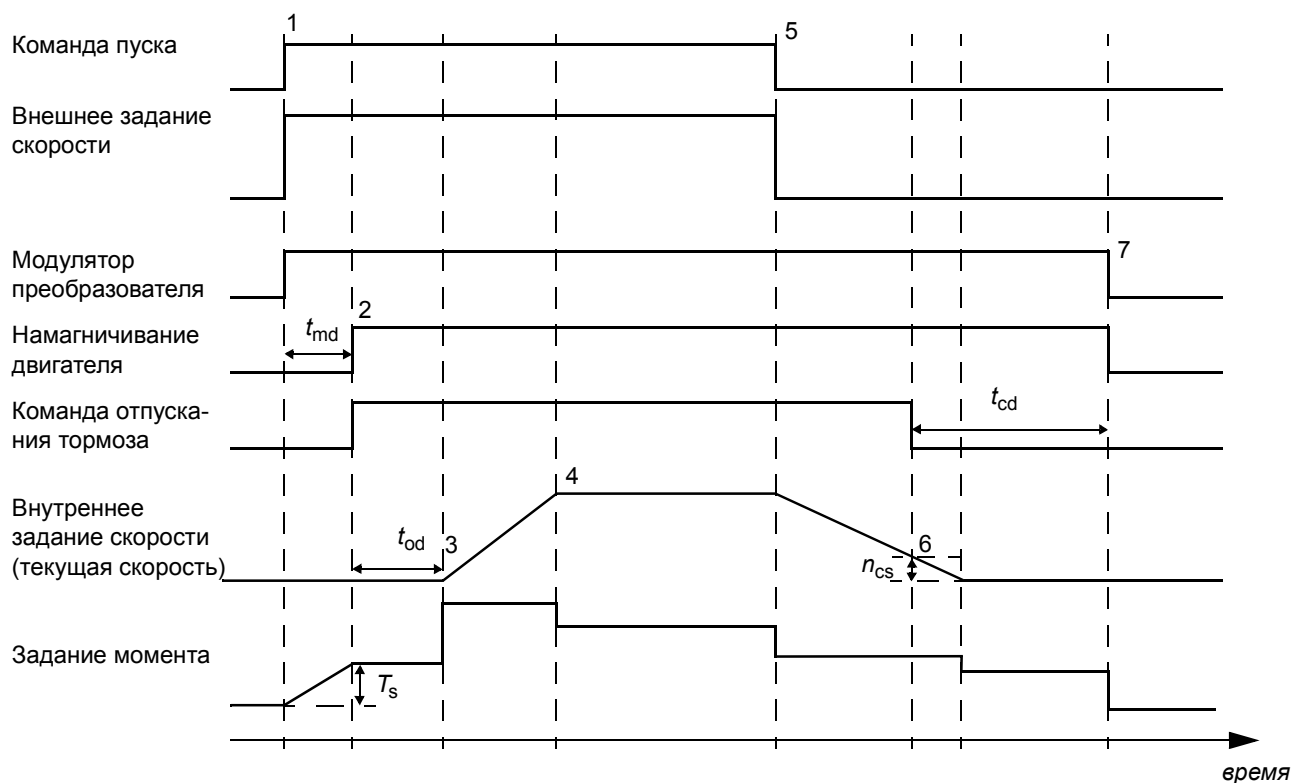 1
5
Команда пуска
Внешнее задание
скорости
7
Модулятор
преобразователя
2
tmd
Намагничивание
двигателя
Команда отпуска-
ния тормоза
tcd
4
Внутреннее
задание скорости
(текущая скорость)
tod
3
6
ncs
Задание момента
Ts
время